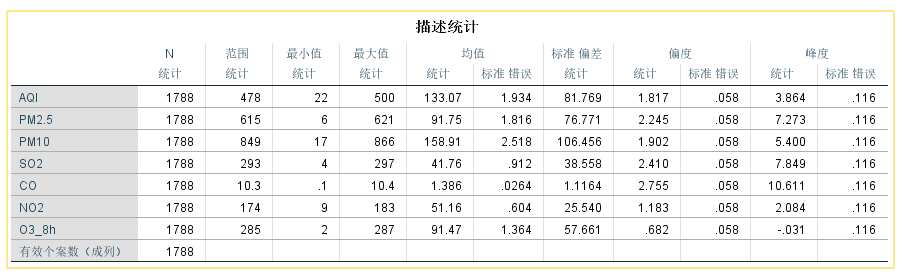 描述统计
N 范围 最小值 最大值 均值 标准 偏差 偏度 峰度
统计 统计 统计 统计 统计 标准 错误 统计 统计 标准 错误 统计 标准 错误
AQI 1788 478 22 500 133.07 1.934 81.769 1.817 .058 3.864 .116
PM2.5 1788 615 6 621 91.75 1.816 76.771 2.245 .058 7.273 .116
PM10 1788 849 17 866 158.91 2.518 106.456 1.902 .058 5.400 .116
SO2 1788 293 4 297 41.76 .912 38.558 2.410 .058 7.849 .116
CO 1788 10.3 .1 10.4 1.386 .0264 1.1164 2.755 .058 10.611 .116
NO2 1788 174 9 183 51.16 .604 25.540 1.183 .058 2.084 .116
O3_8h 1788 285 2 287 91.47 1.364 57.661 .682 .058 -.031 .116
有效个案数（成列） 1788